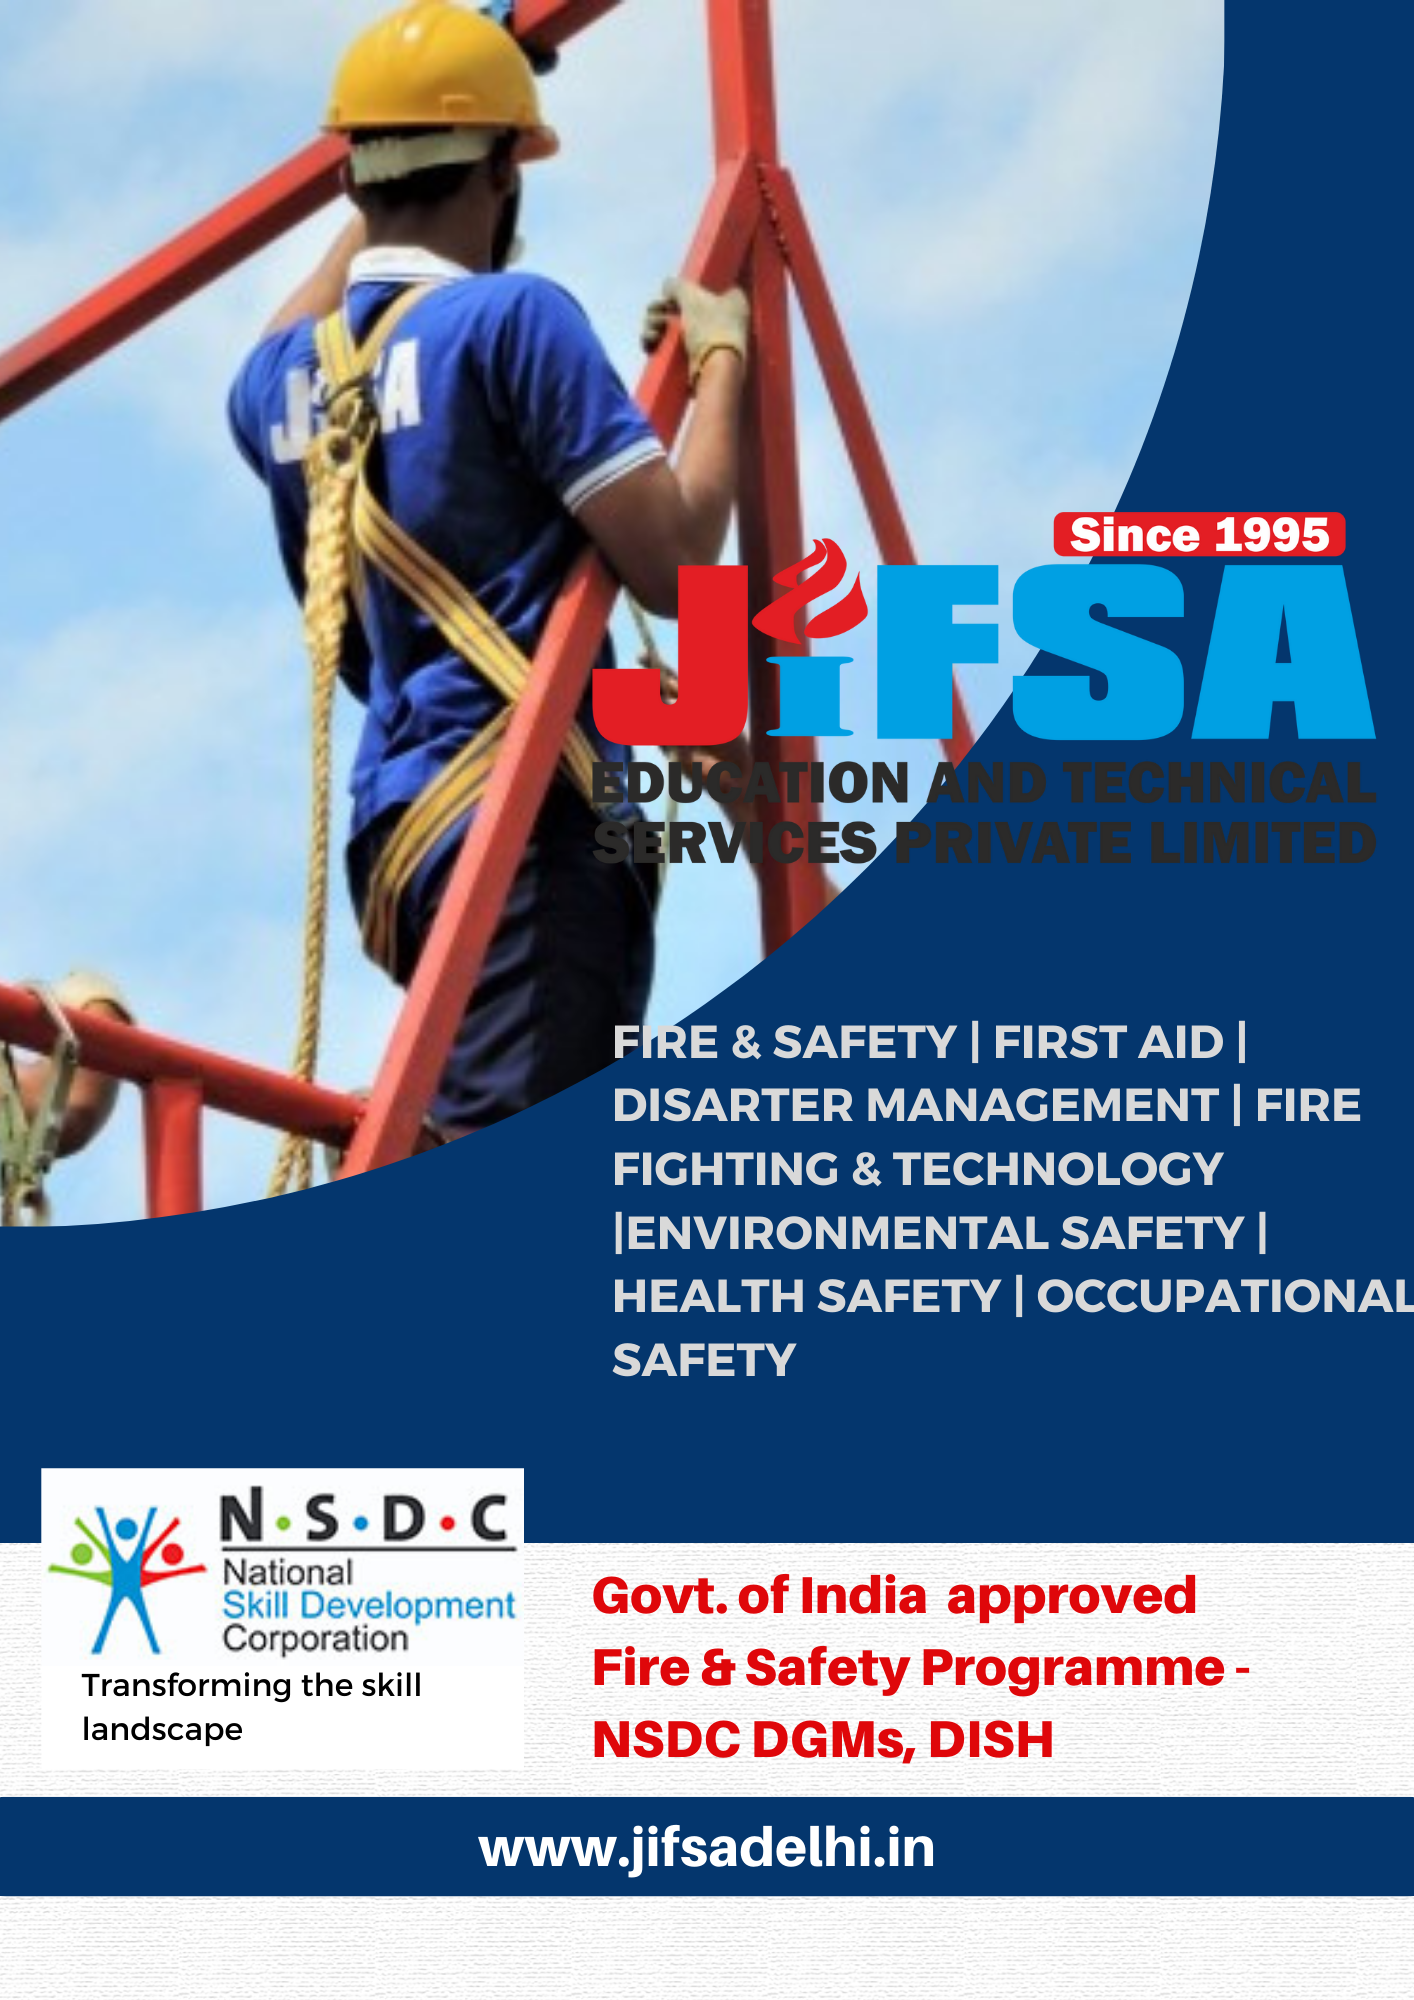 JiFSA
Since 1995
JiFSA
EDUCATION AND TECHNICAL
SERVICES PRIVATE LIMITED
FIRE & SAFETY | FIRST AID |
DISARTER MANAGEMENT | FIRE
FIGHTING & TECHNOLOGY
|ENVIRONMENTAL SAFETY |
HEALTH SAFETY | OCCUPATIONAL
SAFETY
N·S·D·C
National
Skill Development
Corporation
Transforming the skill
landscape
Govt. of India approved
Fire & Safety Programme -
NSDC DGMs, DISH
www.jifsadelhi.in